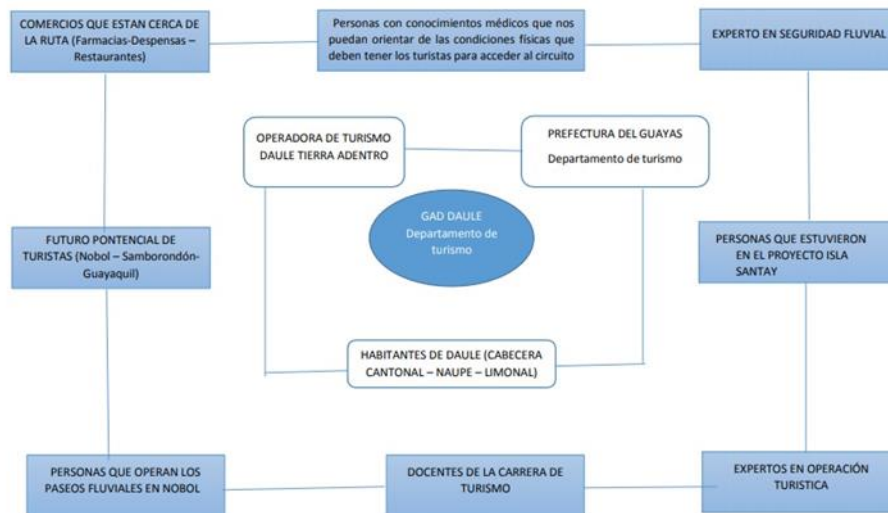 COMERCIOS QUE ESTAN CERCA DE
LA RUTA (Farmacias-Despensas –
Restaurantes)
Personas con conocimientos médicos que nos
puedan orientar de las condiciones físicas que
deben tener los turistas para acceder al circuito
EXPERTO EN SEGURIDAD FLUVIAL
OPERADORA DE TURISMO
DAULE TIERRA ADENTRO
PREFECTURA DEL GUAYAS
Departamento de turismo
GAD DAULE
Departamento de
turismo
FUTURO PONTENCIAL DE
TURISTAS (Nobol – Samborondón-
Guayaquil)
PERSONAS QUE ESTUVIERON
EN EL PROYECTO ISLA
SANTAY
HABITANTES DE DAULE (CABECERA
CANTONAL – NAUPE – LIMONAL)
PERSONAS QUE OPERAN LOS
PASEOS FLUVIALES EN NOBOL
DOCENTES DE LA CARRERA DE
TURISMO
EXPERTOS EN OPERACIÓN
TURISTICA